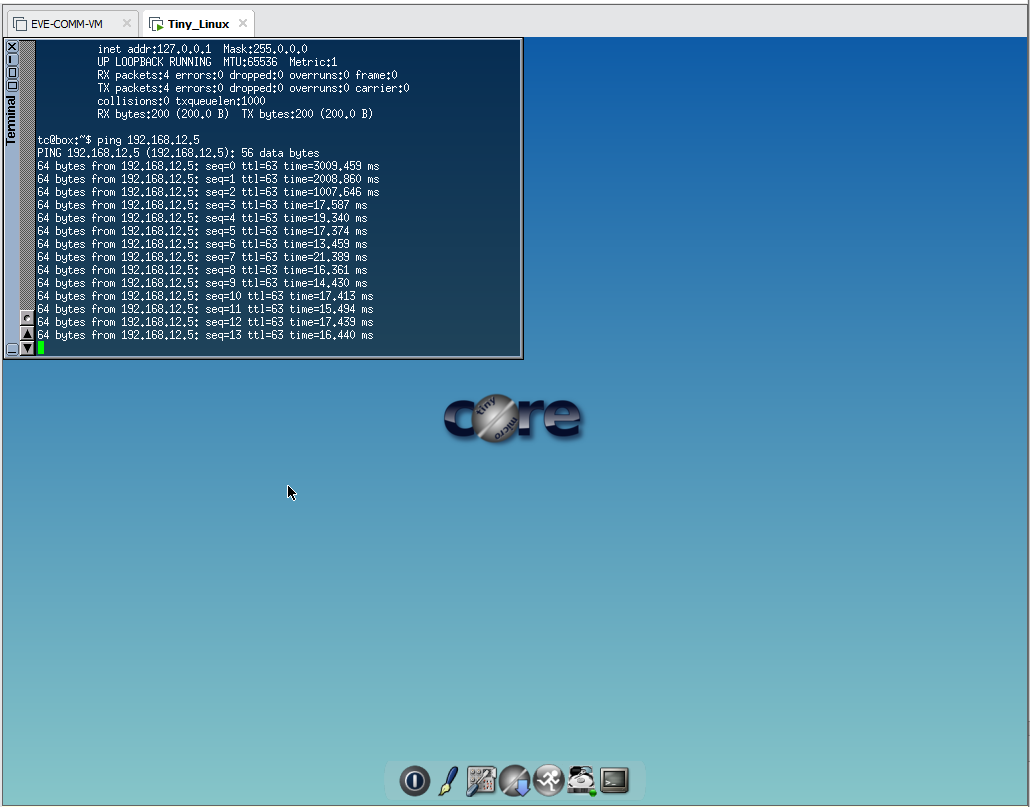 EVE-COMM-VM
Tiny_Linux
Terminal
inet addr:127.0.0.1  Mask:255.0.0.0
UP LOOPBACK RUNNING  MTU:65536  Metric:1
RX packets:4 errors:0 dropped:0 overruns:0 frame:0
TX packets:4 errors:0 dropped:0 overruns:0 carrier:0
collisions:0 txqueuelen:1000
RX bytes:200 (200.0 B)  TX bytes:200 (200.0 B)
tc@box:~$ ping 192.168.12.5
PING 192.168.12.5 (192.168.12.5): 56 data bytes
64 bytes from 192.168.12.5: seq=0 ttl=63 time=3009.459 ms
64 bytes from 192.168.12.5: seq=1 ttl=63 time=2008.860 ms
64 bytes from 192.168.12.5: seq=2 ttl=63 time=1007.646 ms
64 bytes from 192.168.12.5: seq=3 ttl=63 time=17.587 ms
64 bytes from 192.168.12.5: seq=4 ttl=63 time=19.340 ms
64 bytes from 192.168.12.5: seq=5 ttl=63 time=17.374 ms
64 bytes from 192.168.12.5: seq=6 ttl=63 time=13.459 ms
64 bytes from 192.168.12.5: seq=7 ttl=63 time=21.389 ms
64 bytes from 192.168.12.5: seq=8 ttl=63 time=16.361 ms
64 bytes from 192.168.12.5: seq=9 ttl=63 time=14.430 ms
64 bytes from 192.168.12.5: seq=10 ttl=63 time=17.413 ms
64 bytes from 192.168.12.5: seq=11 ttl=63 time=15.494 ms
64 bytes from 192.168.12.5: seq=12 ttl=63 time=17.439 ms
64 bytes from 192.168.12.5: seq=13 ttl=63 time=16.440 ms
core
tiny
micro